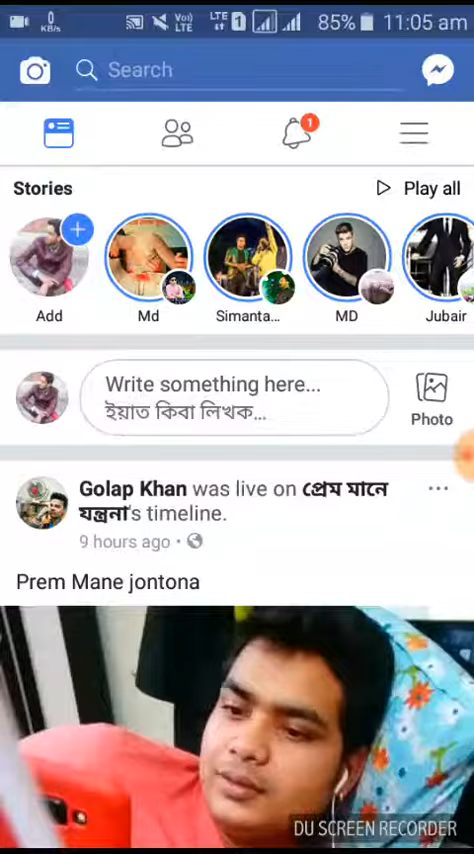 0 KB/s Vo) LTE LTE 1 85% 11:05 am
Search
1
Stories Play all
Add Md Simanta... MD Jubair
Write something here...
ইয়াত কিবা লিখক...
Photo
Golap Khan was live on প্রেম মানে
যন্ত্রনা's timeline.
9 hours ago •
Prem Mane jontona
DU SCREEN RECORDER